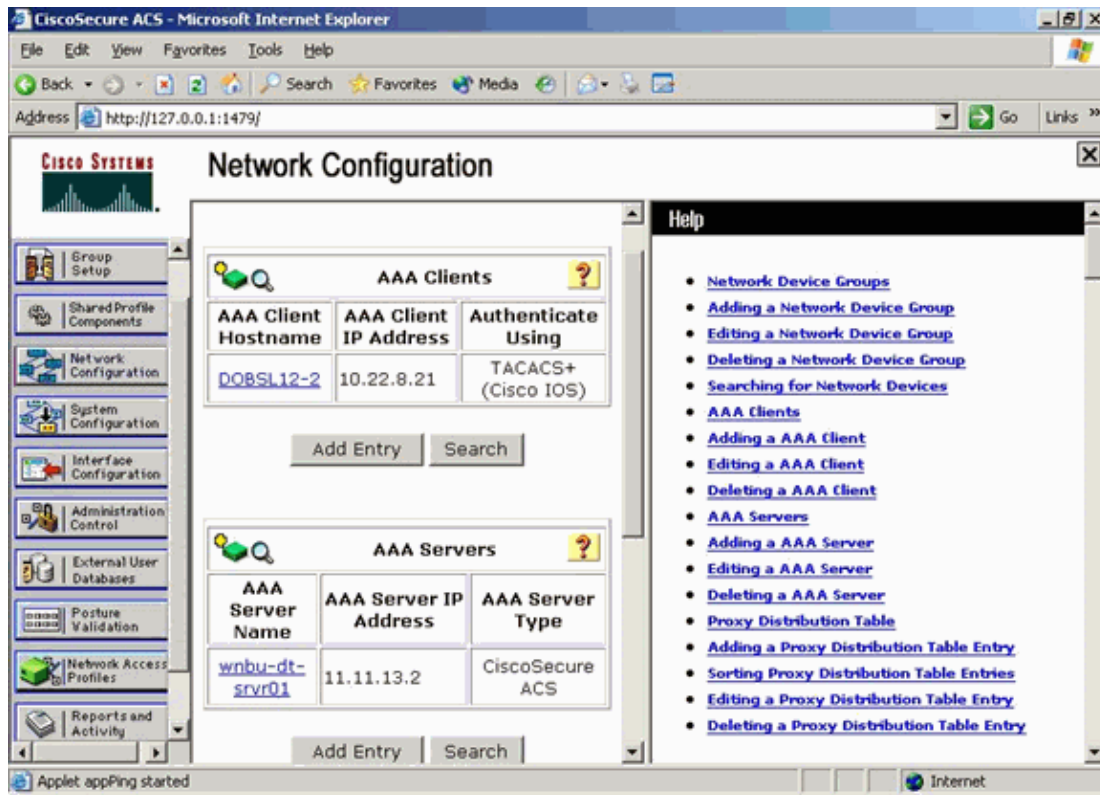 CiscoSecure ACS - Microsoft Internet Explorer
File Edit View Favorites Tools Help
Back Search Favorites Media
Address http://127.0.0.1:1479/ Go Links »
CISCO SYSTEMS
Network Configuration
Group
Setup
Shared Profile
Components
Network
Configuration
System
Configuration
Interface
Configuration
Administration
Control
External User
Databases
Posture
Validation
Network Access
Profiles
Reports and
Activity
AAA Clients ?
AAA Client
Hostname
AAA Client
IP Address
Authenticate
Using
DOBSL12-2
10.22.8.21
TACACS+
(Cisco IOS)
Add Entry Search
AAA Servers ?
AAA
Server
Name
AAA Server IP
Address
AAA Server
Type
wnbu-dt-
srvr01
11.11.13.2
CiscoSecure
ACS
Add Entry Search
Help
Network Device Groups
Adding a Network Device Group
Editing a Network Device Group
Deleting a Network Device Group
Searching for Network Devices
AAA Clients
Adding a AAA Client
Editing a AAA Client
Deleting a AAA Client
AAA Servers
Adding a AAA Server
Editing a AAA Server
Deleting a AAA Server
Proxy Distribution Table
Adding a Proxy Distribution Table Entry
Sorting Proxy Distribution Table Entries
Editing a Proxy Distribution Table Entry
Deleting a Proxy Distribution Table Entry
Applet appPing started
Internet